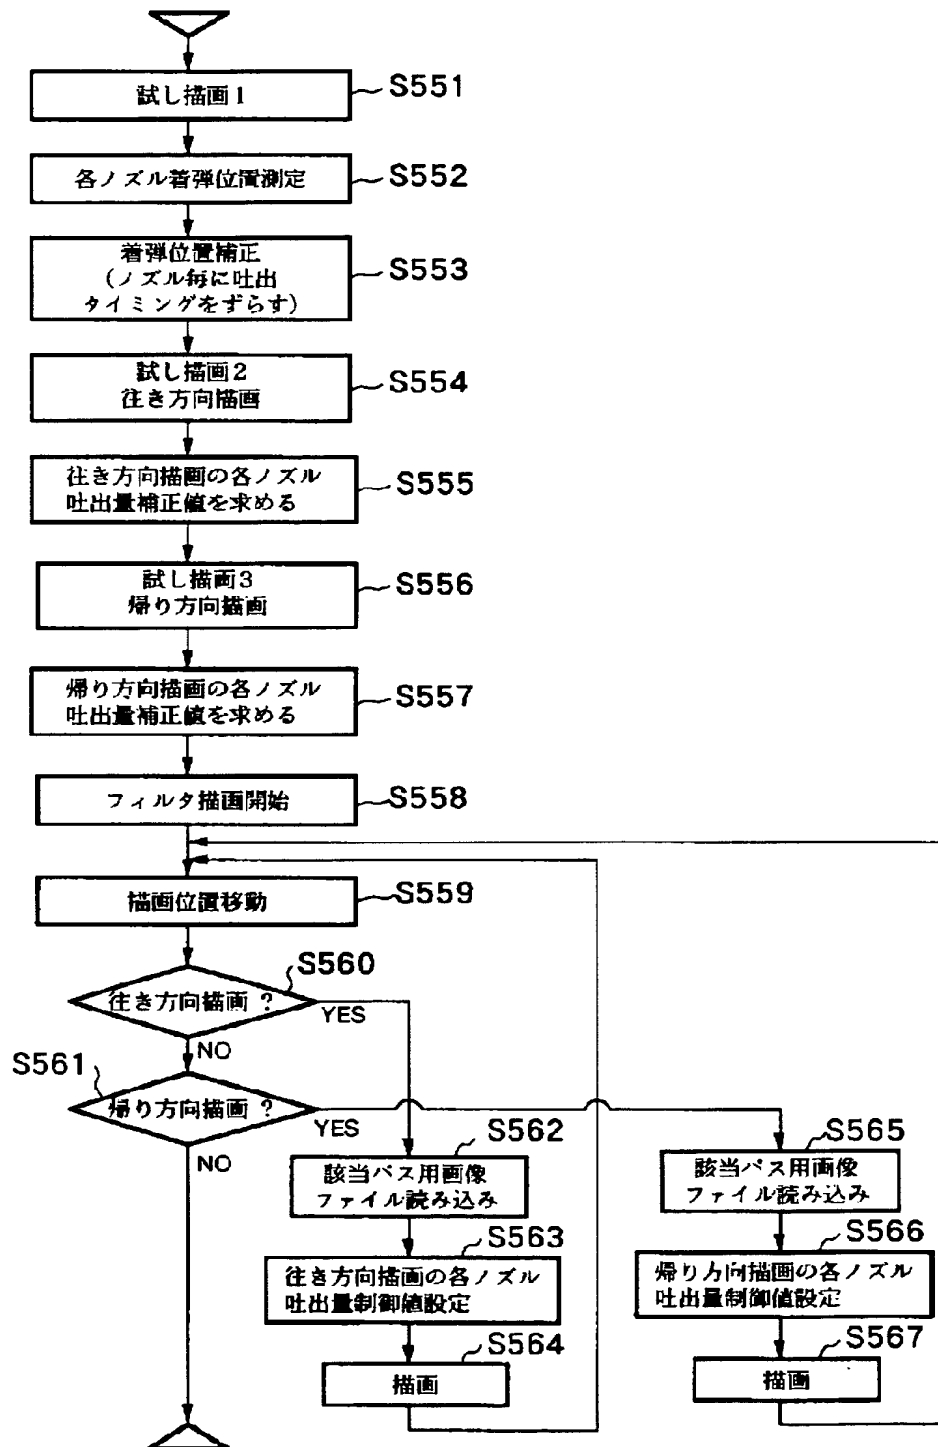 試し描画1
S551
各ノズル着弾位置測定
S552
着弾位置補正
(ノズル毎に吐出
タイミングをずらす)
S553
試し描画2
往き方向描画
S554
往き方向描画の各ノズル
吐出量補正値を求める
S555
試し描画3
帰り方向描画
S556
帰り方向描画の各ノズル
吐出量補正値を求める
S557
フィルタ描画開始
S558
描画位置移動
S559
S560
往き方向描画 ?
YES
NO
S561
帰り方向描画 ?
YES
NO
S562
該当パス用画像
ファイル読み込み
S563
往き方向描画の各ノズル
吐出量制御値設定
S564
描画
S565
該当パス用画像
ファイル読み込み
S566
帰り方向描画の各ノズル
吐出量制御値設定
S567
描画